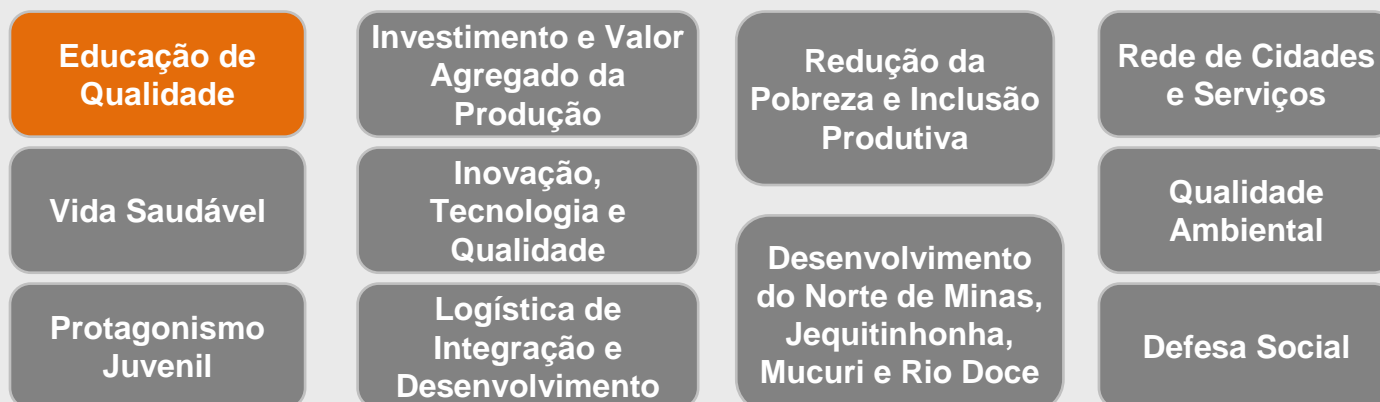 Educação de
Qualidade
Vida Saudável
Protagonismo
Juvenil
Investimento e Valor
Agregado da
Produção
Inovação,
Tecnologia e
Qualidade
Logística de
Integração e
Desenvolvimento
Redução da
Pobreza e Inclusão
Produtiva
Desenvolvimento
do Norte de Minas,
Jequitinhonha,
Mucuri e Rio Doce
Rede de Cidades
e Serviços
Qualidade
Ambiental
Defesa Social